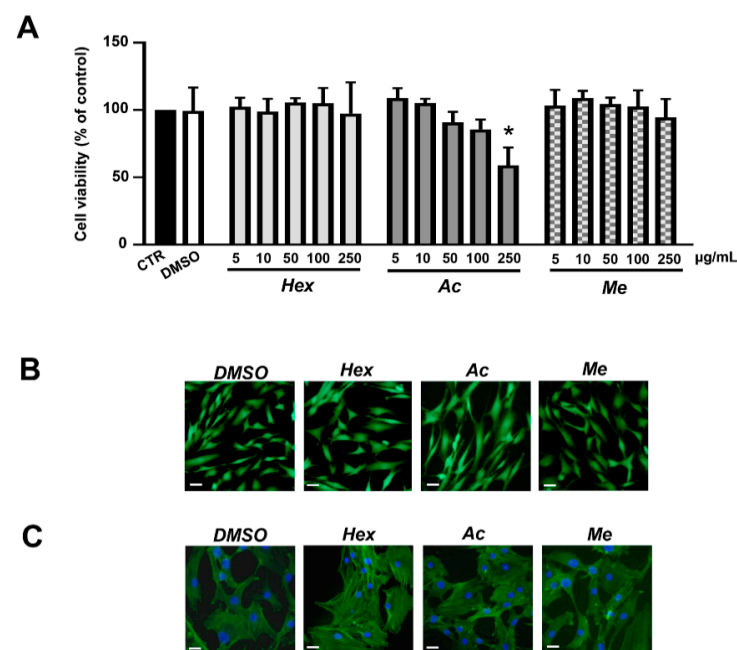 A
Cell viability (% of control)
150
100
50
0
*
CTR DMSO 5 10 50 100 250 5 10 50 100 250 5 10 50 100 250 µg/mL
Hex Ac Me
B
DMSO Hex Ac Me
C
DMSO Hex Ac Me